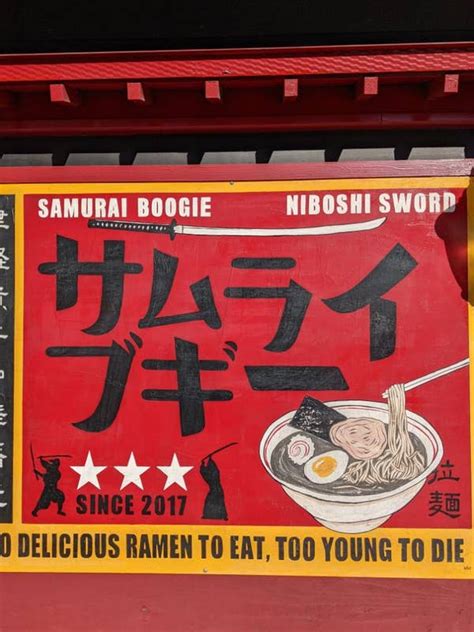 SAMURAI BOOGIE
NIBOSHI SWORD
サムライ
ブギー
SINCE 2017
拉麺
O DELICIOUS RAMEN TO EAT, TOO YOUNG TO DIE